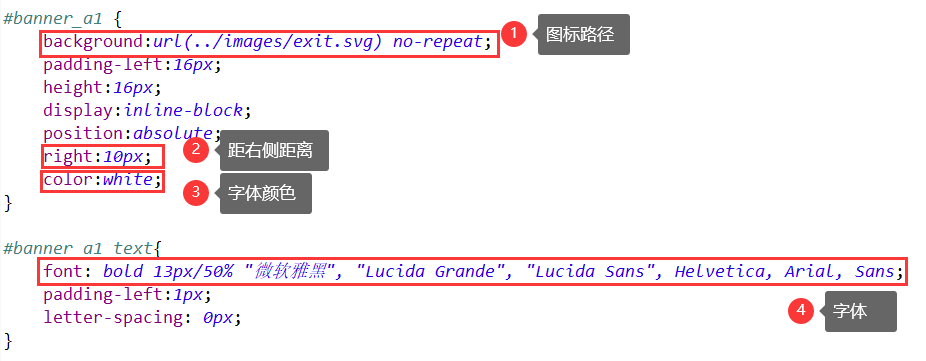 #banner_a1 {
background:url(../images/exit.svg) no-repeat; 1 图标路径
padding-left:16px;
height:16px;
display:inline-block;
position:absolute;
right:10px; 2 距右侧距离
color:white; 3 字体颜色
}
#banner_a1 text{
font: bold 13px/50% "微软雅黑", "Lucida Grande", "Lucida Sans", Helvetica, Arial, Sans;
padding-left:1px; 4 字体
letter-spacing: 0px;
}